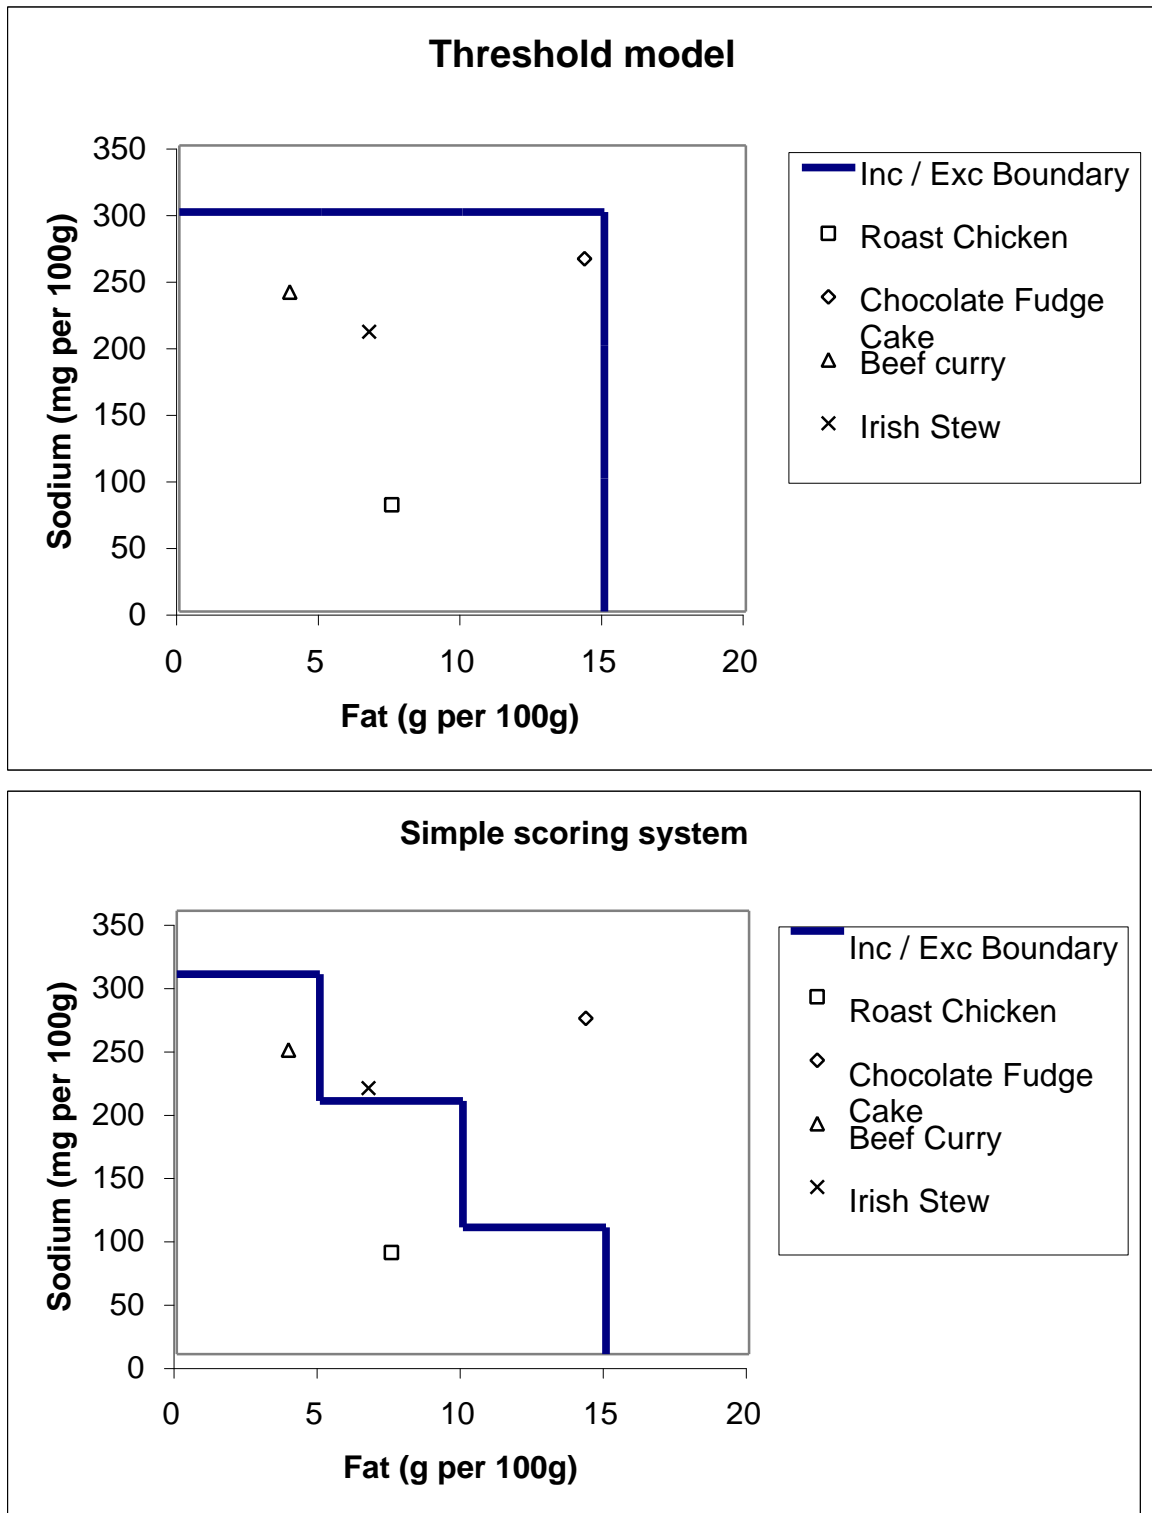 Threshold model
350
300
250
200
150
100
50
0
Sodium (mg per 100g)
0 5 10 15 20
Fat (g per 100g)
Inc / Exc Boundary
Roast Chicken
Chocolate Fudge
Cake
Beef curry
Irish Stew
Simple scoring system
350
300
250
200
150
100
50
0
Sodium (mg per 100g)
0 5 10 15 20
Fat (g per 100g)
Inc / Exc Boundary
Roast Chicken
Chocolate Fudge
Cake
Beef Curry
Irish Stew